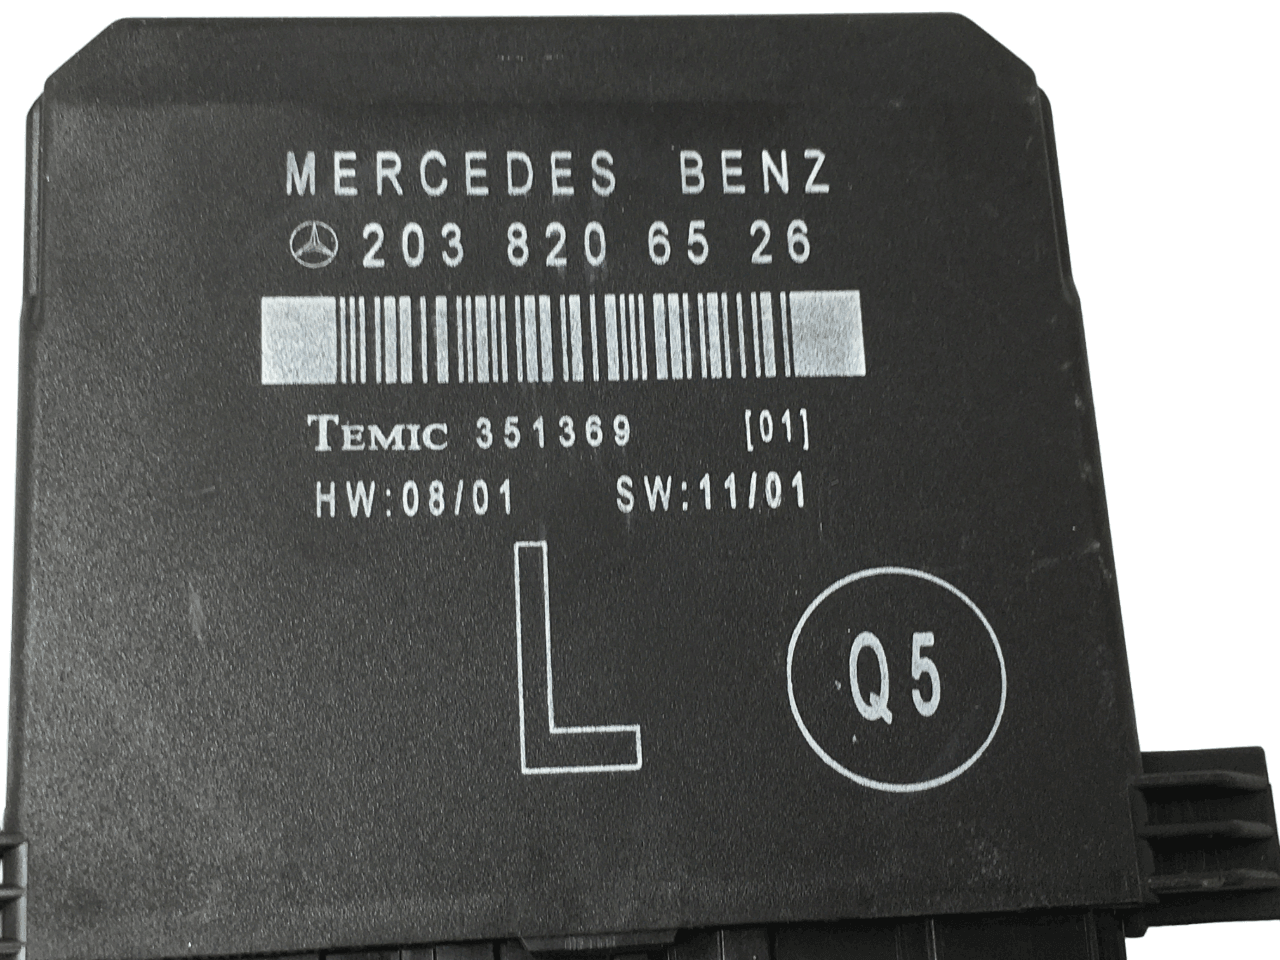 MERCEDES BENZ
203 820 65 26
TEMIC 351369 [01]
HW:08/01 SW:11/01
L
Q5